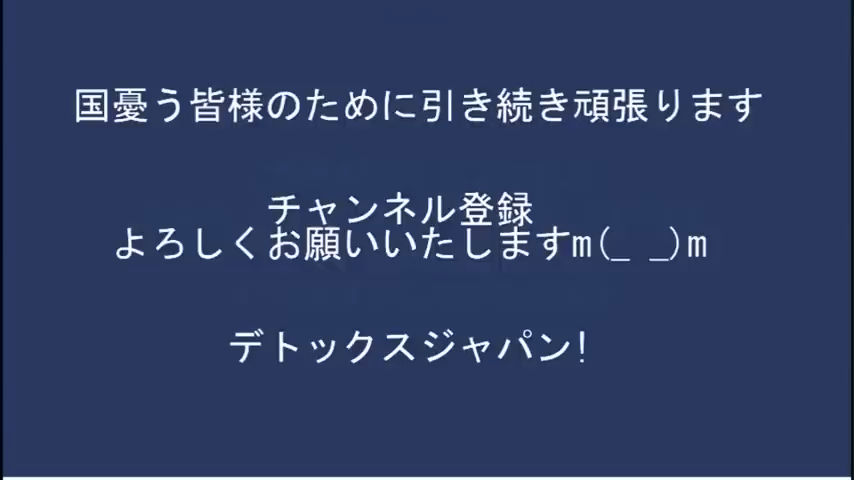 国憂う皆様のために引き続き頑張ります
チャンネル登録
よろしくお願いいたしますm(_ _)m
デトックスジャパン!